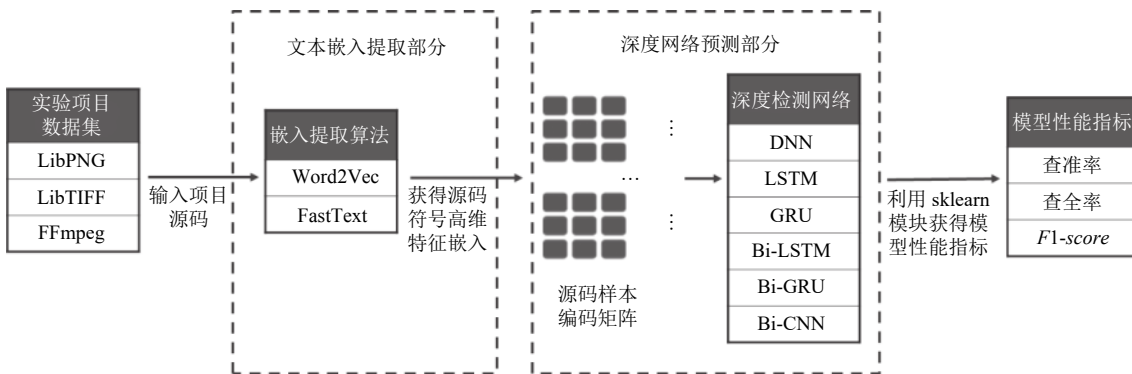 实验项目
数据集
LibPNG
LibTIFF
FFmpeg
输入项目
源码
文本嵌入提取部分
嵌入提取算法
Word2Vec
FastText
获得源码
符号高维
特征嵌入
深度网络预测部分
⋮
…
⋮
源码样本
编码矩阵
深度检测网络
DNN
LSTM
GRU
Bi-LSTM
Bi-GRU
Bi-CNN
利用 sklearn
模块获得模
型性能指标
模型性能指标
查准率
查全率
F1-score